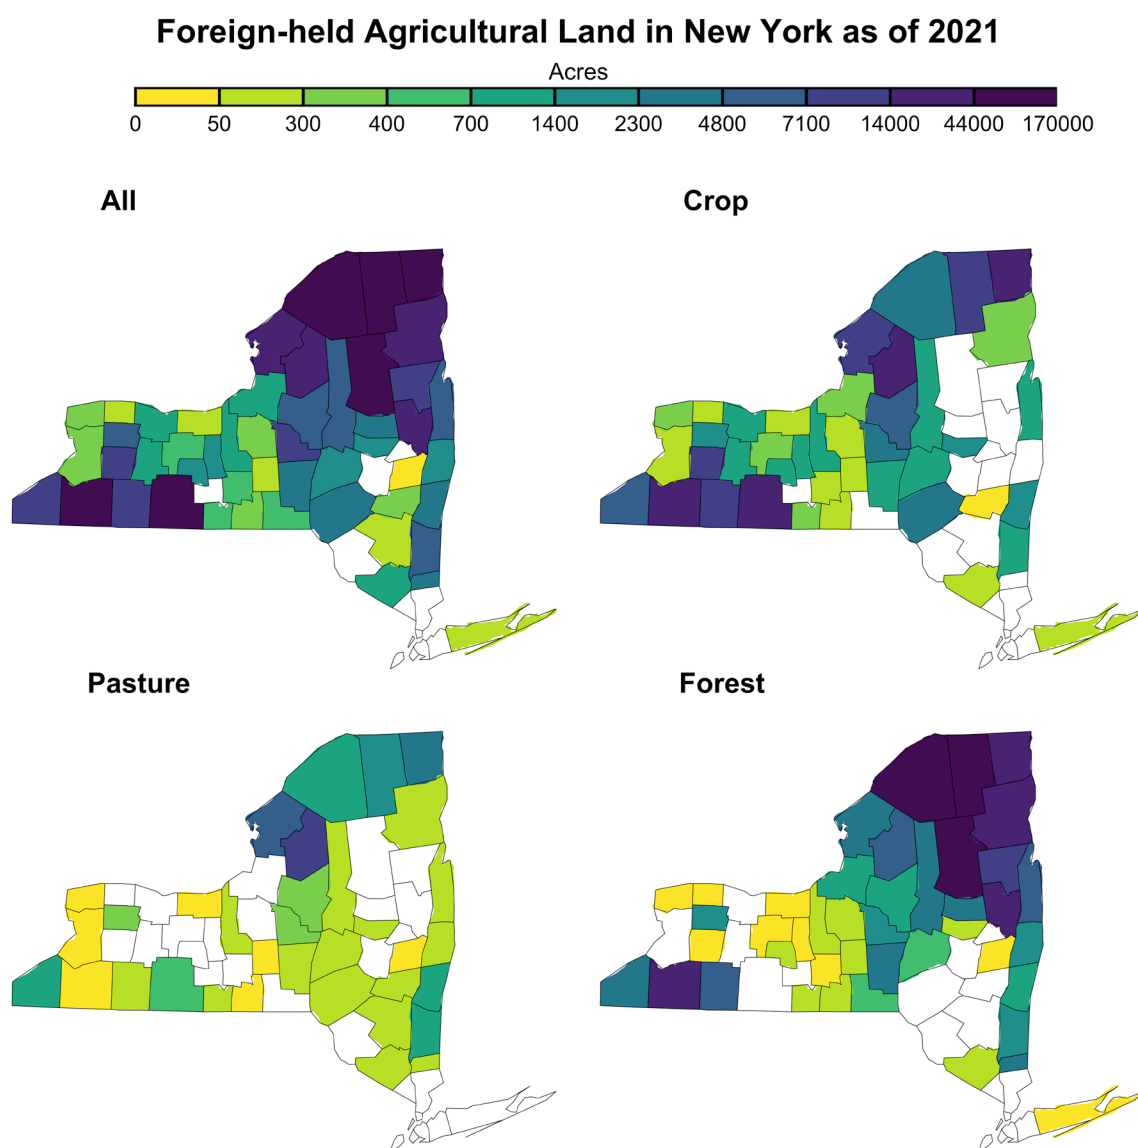 Foreign-held Agricultural Land in New York as of 2021
Acres
0 50 300 400 700 1400 2300 4800 7100 14000 44000 170000
All Crop
Pasture Forest